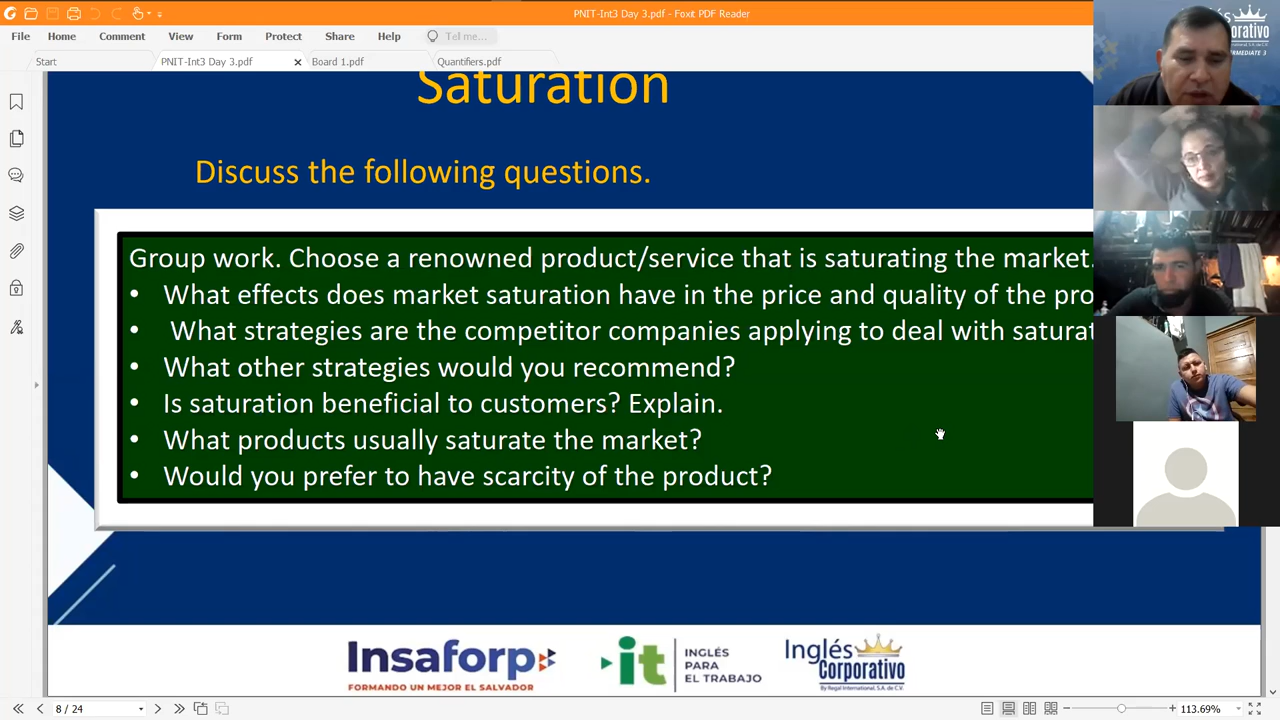 PNIT-Int3 Day 3.pdf - Foxit PDF Reader
File Home Comment View Form Protect Share Help Tell me...
Start PNIT-Int3 Day 3.pdf Board 1.pdf Quantifiers.pdf
Inglés
Corporativo
Saturation
Discuss the following questions.
Group work. Choose a renowned product/service that is saturating the market.
• What effects does market saturation have in the price and quality of the pro
• What strategies are the competitor companies applying to deal with saturat
• What other strategies would you recommend?
• Is saturation beneficial to customers? Explain.
• What products usually saturate the market?
• Would you prefer to have scarcity of the product?
Insaforp
FORMANDO UN MEJOR EL SALVADOR
it
INGLÉS
PARA
EL TRABAJO
Inglés
Corporativo
By Regal International, S.A. de C.V.
8 / 24
113.69%